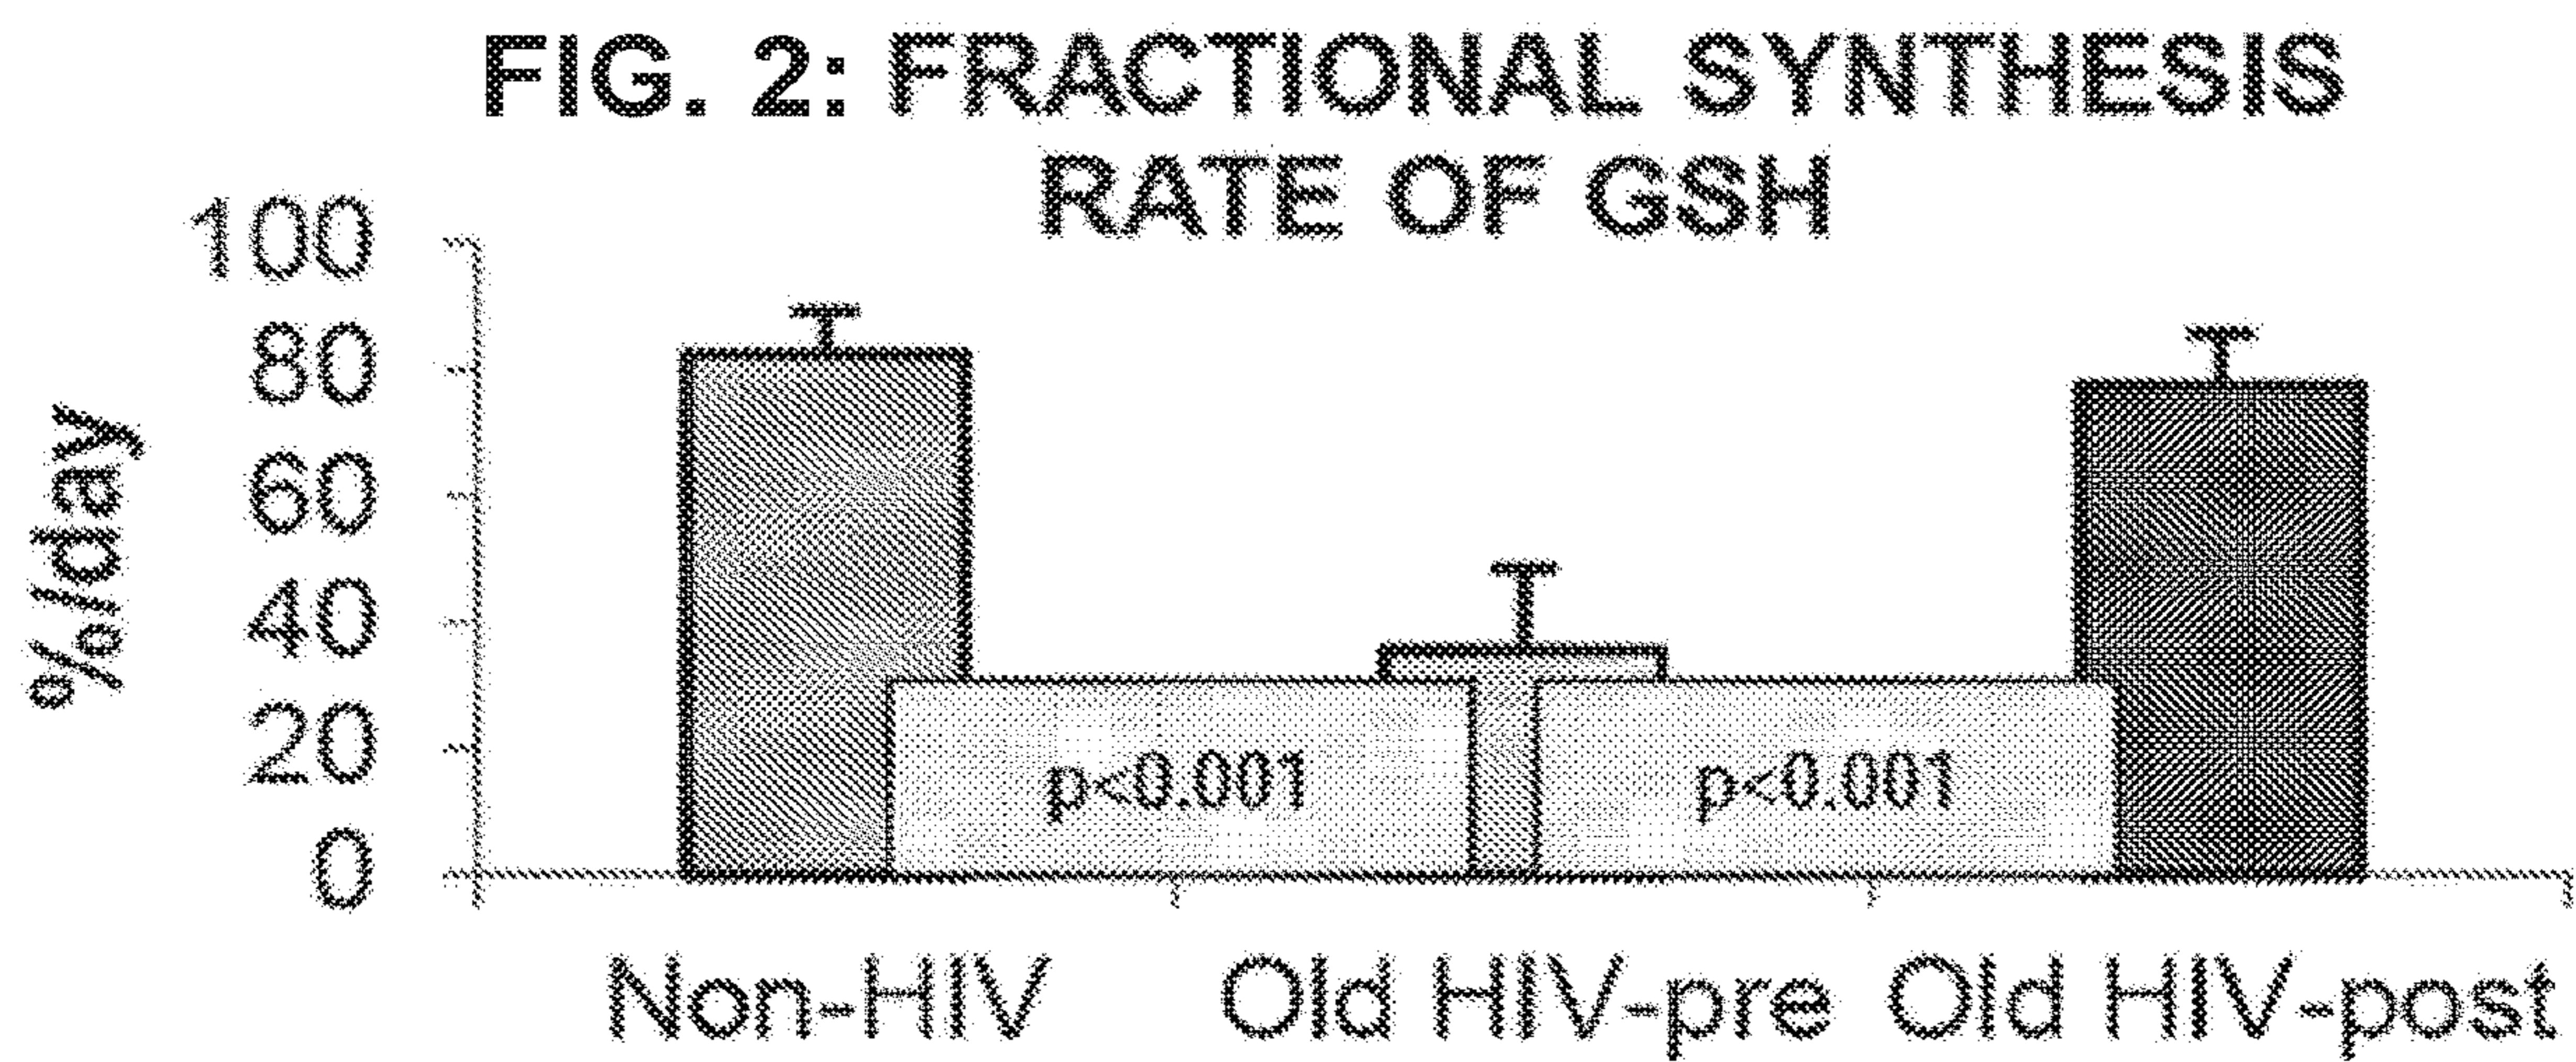 FIG. 2: FRACTIONAL SYNTHESIS
RATE OF GSH
100
80
60
40
20
0
%/day
p<0.001
p<0.001
Non-HIV
Old HIV-pre
Old HIV-post